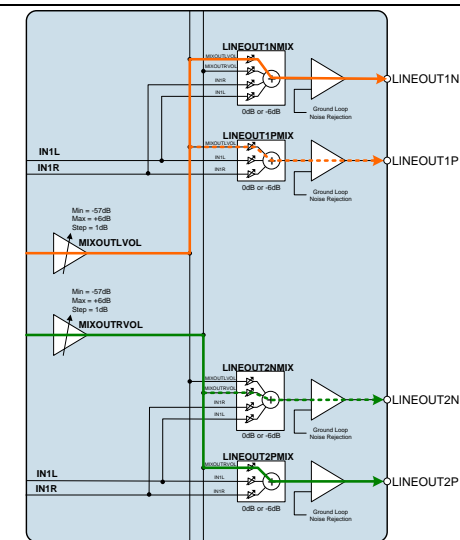 LINEOUT1NMIX
MIXOUTLVOL
MIXOUTRVOL
IN1R
IN1L
0dB or -6dB
Ground Loop
Noise Rejection
LINEOUT1N
LINEOUT1PMIX
MIXOUTLVOL
IN1L
IN1R
0dB or -6dB
Ground Loop
Noise Rejection
LINEOUT1P
IN1L
IN1R
Min = -57dB
Max = +6dB
Step = 1dB
MIXOUTLVOL
Min = -57dB
Max = +6dB
Step = 1dB
MIXOUTRVOL
LINEOUT2NMIX
MIXOUTLVOL
MIXOUTRVOL
IN1R
IN1L
0dB or -6dB
Ground Loop
Noise Rejection
LINEOUT2N
LINEOUT2PMIX
MIXOUTRVOL
IN1L
IN1R
0dB or -6dB
Ground Loop
Noise Rejection
LINEOUT2P
IN1L
IN1R